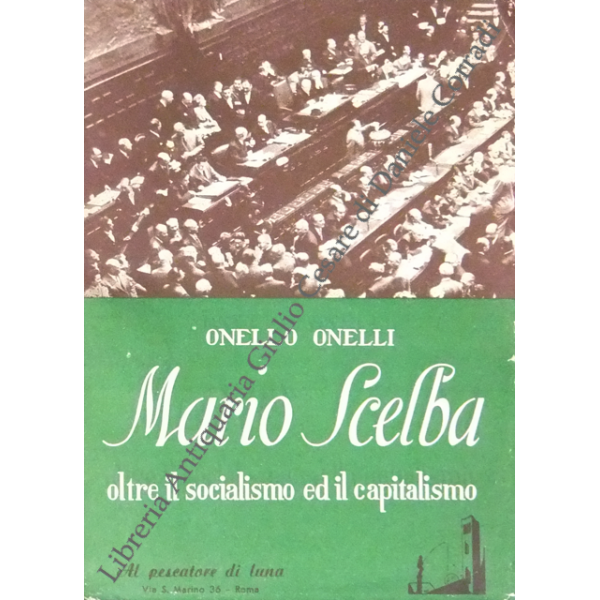 ONELLO ONELLI
Mario Scelba
oltre il socialismo ed il capitalismo
Al pescatore di luna
Via S. Marino 36 - Roma
Libreria Antiquaria Giulio Cesare di Daniele Corradi